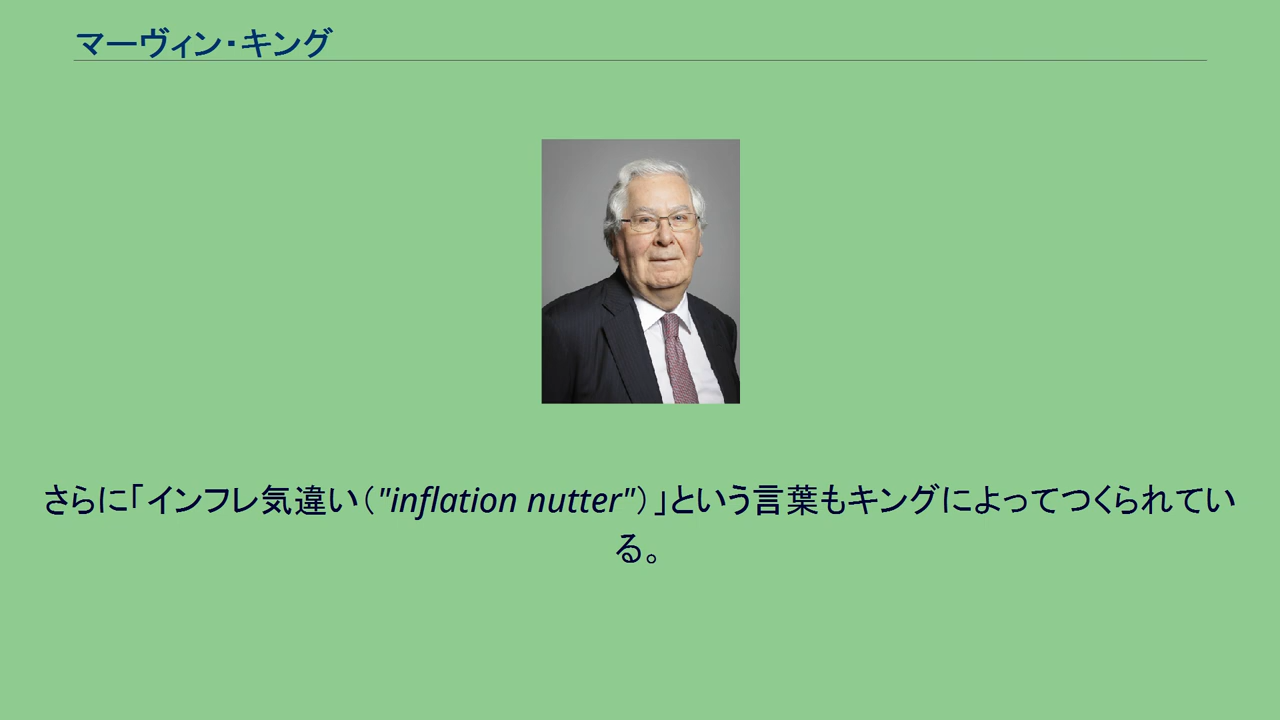 マーヴィン・キング
さらに「インフレ気違い（"inflation nutter"）」という言葉もキングによってつくられてい
る。